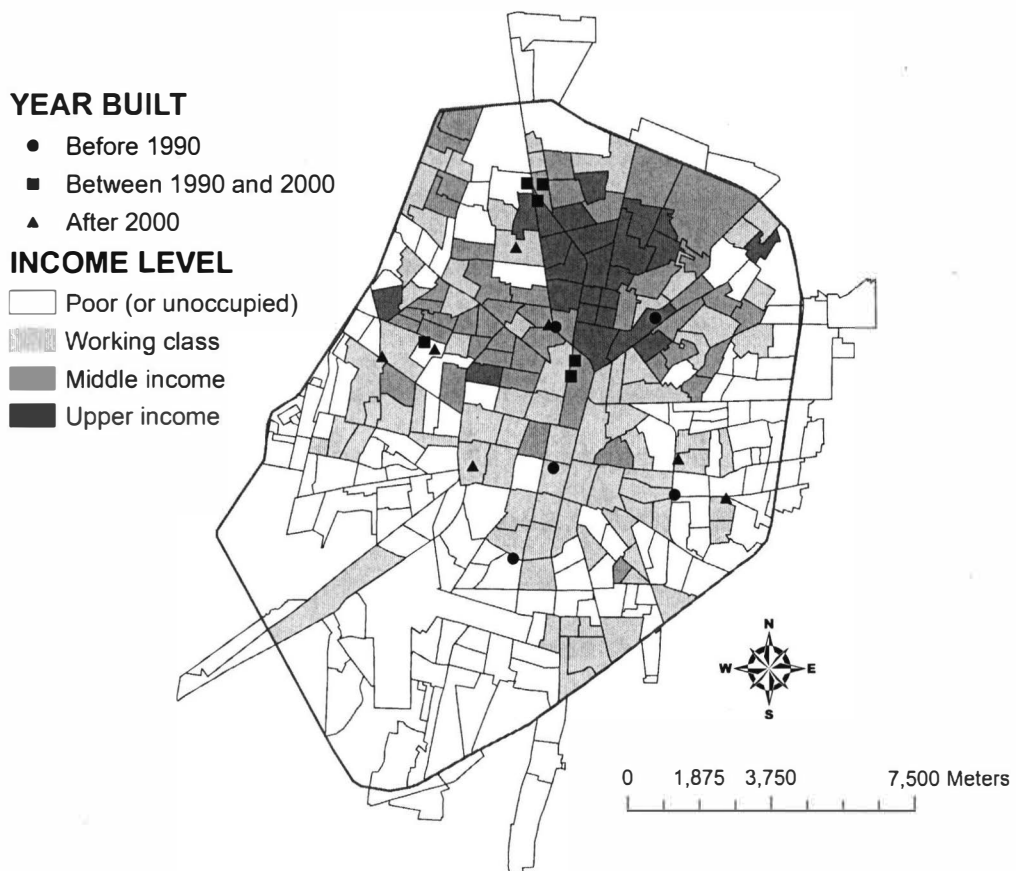 YEAR BUILT
Before 1990
Between 1990 and 2000
After 2000
INCOME LEVEL
Poor (or unoccupied)
Working class
Middle income
Upper income
N
W E
S
0 1,875 3,750 7,500 Meters